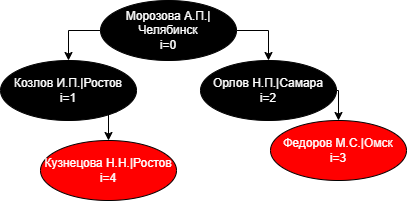 Морозова А.П.|
Челябинск
i=0
Козлов И.П.|Ростов
i=1
Орлов Н.П.|Самара
i=2
Федоров М.С.|Омск
i=3
Кузнецова Н.Н.|Ростов
i=4